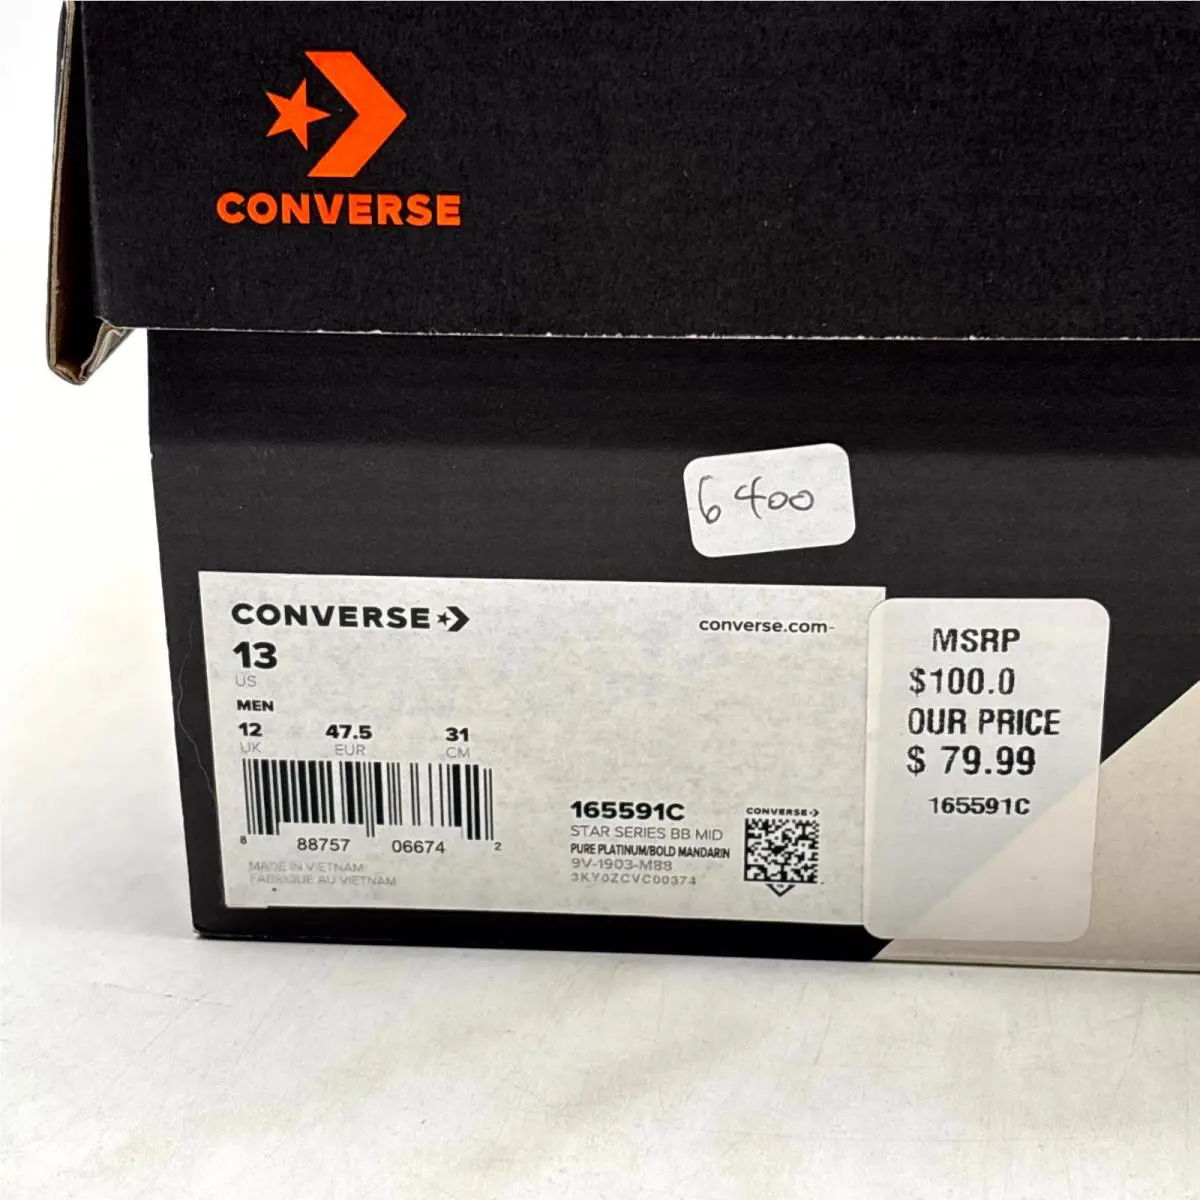 CONVERSE
6400
CONVERSE
converse.com
13
US
MEN
12 47.5 31
UK EUR CM
8 88757 06674 2
MADE IN VIETNAM
FABRIQUÉ AU VIETNAM
165591C
STAR SERIES BB MID
PURE PLATINUM/BOLD MANDARIN
9V-1903-M88
3KY0ZCVC00374
CONVERSE
MSRP
$100.0
OUR PRICE
$ 79.99
165591C